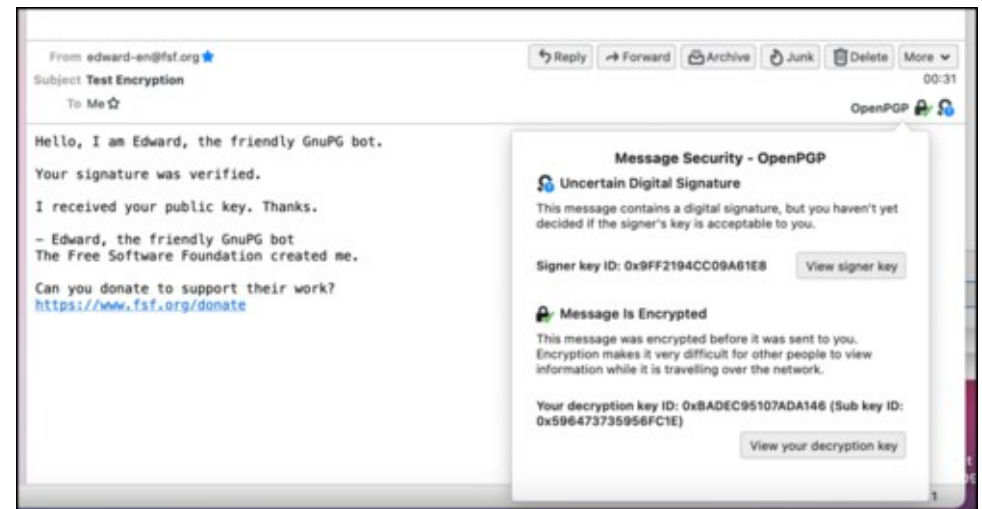 From edward-en@fsf.org
Reply Forward Archive Junk Delete More
Subject Test Encryption
00:31
To Me
OpenPGP
Hello, I am Edward, the friendly GnuPG bot.
Your signature was verified.
I received your public key. Thanks.
– Edward, the friendly GnuPG bot
The Free Software Foundation created me.
Can you donate to support their work?
https://www.fsf.org/donate
Message Security - OpenPGP
Uncertain Digital Signature
This message contains a digital signature, but you haven't yet
decided if the signer's key is acceptable to you.
Signer key ID: 0x9FF2194CC09A61E8
View signer key
Message Is Encrypted
This message was encrypted before it was sent to you.
Encryption makes it very difficult for other people to view
information while it is travelling over the network.
Your decryption key ID: 0xBADEC95107ADA146 (Sub key ID:
0x596473735956FC1E)
View your decryption key
1